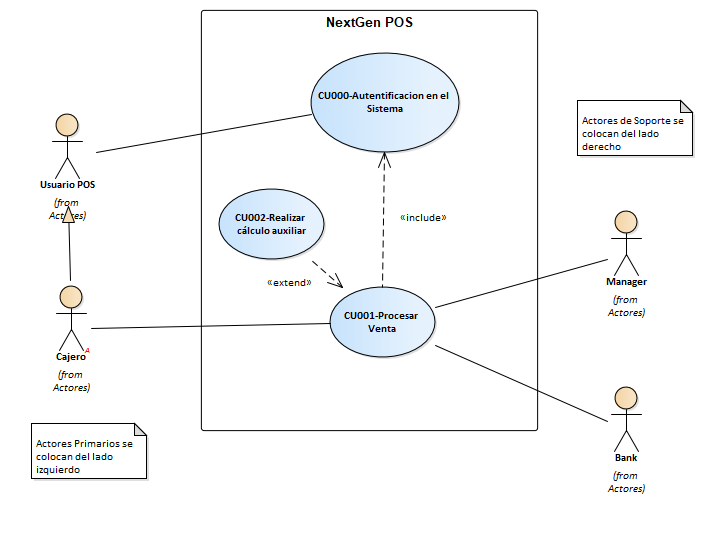 NextGen POS
CU000-Autentificacion en el
Sistema
Actores de Soporte se
colocan del lado
derecho
Usuario POS
(from
Actores)
CU002-Realizar
cálculo auxiliar
«include»
«extend»
Manager
(from
Actores)
CU001-Procesar
Venta
Cajero
A
(from
Actores)
Actores Primarios se
colocan del lado
izquierdo
Bank
(from
Actores)